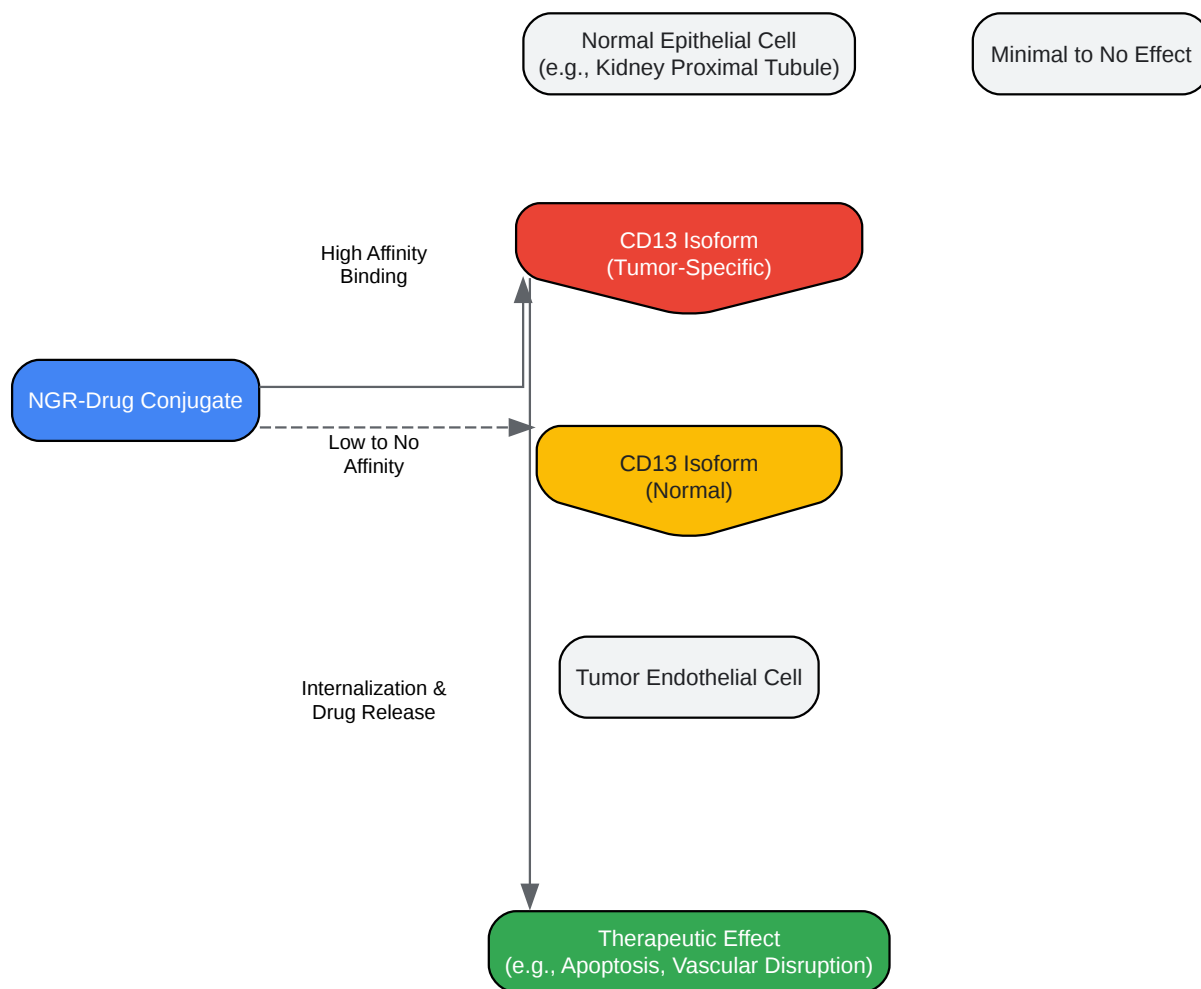 Normal Epithelial Cell
(e.g., Kidney Proximal Tubule)
Minimal to No Effect
CD13 Isoform
(Tumor-Specific)
High Affinity
Binding
NGR-Drug Conjugate
Low to No
Affinity
CD13 Isoform
(Normal)
Tumor Endothelial Cell
Internalization &
Drug Release
Therapeutic Effect
(e.g., Apoptosis, Vascular Disruption)